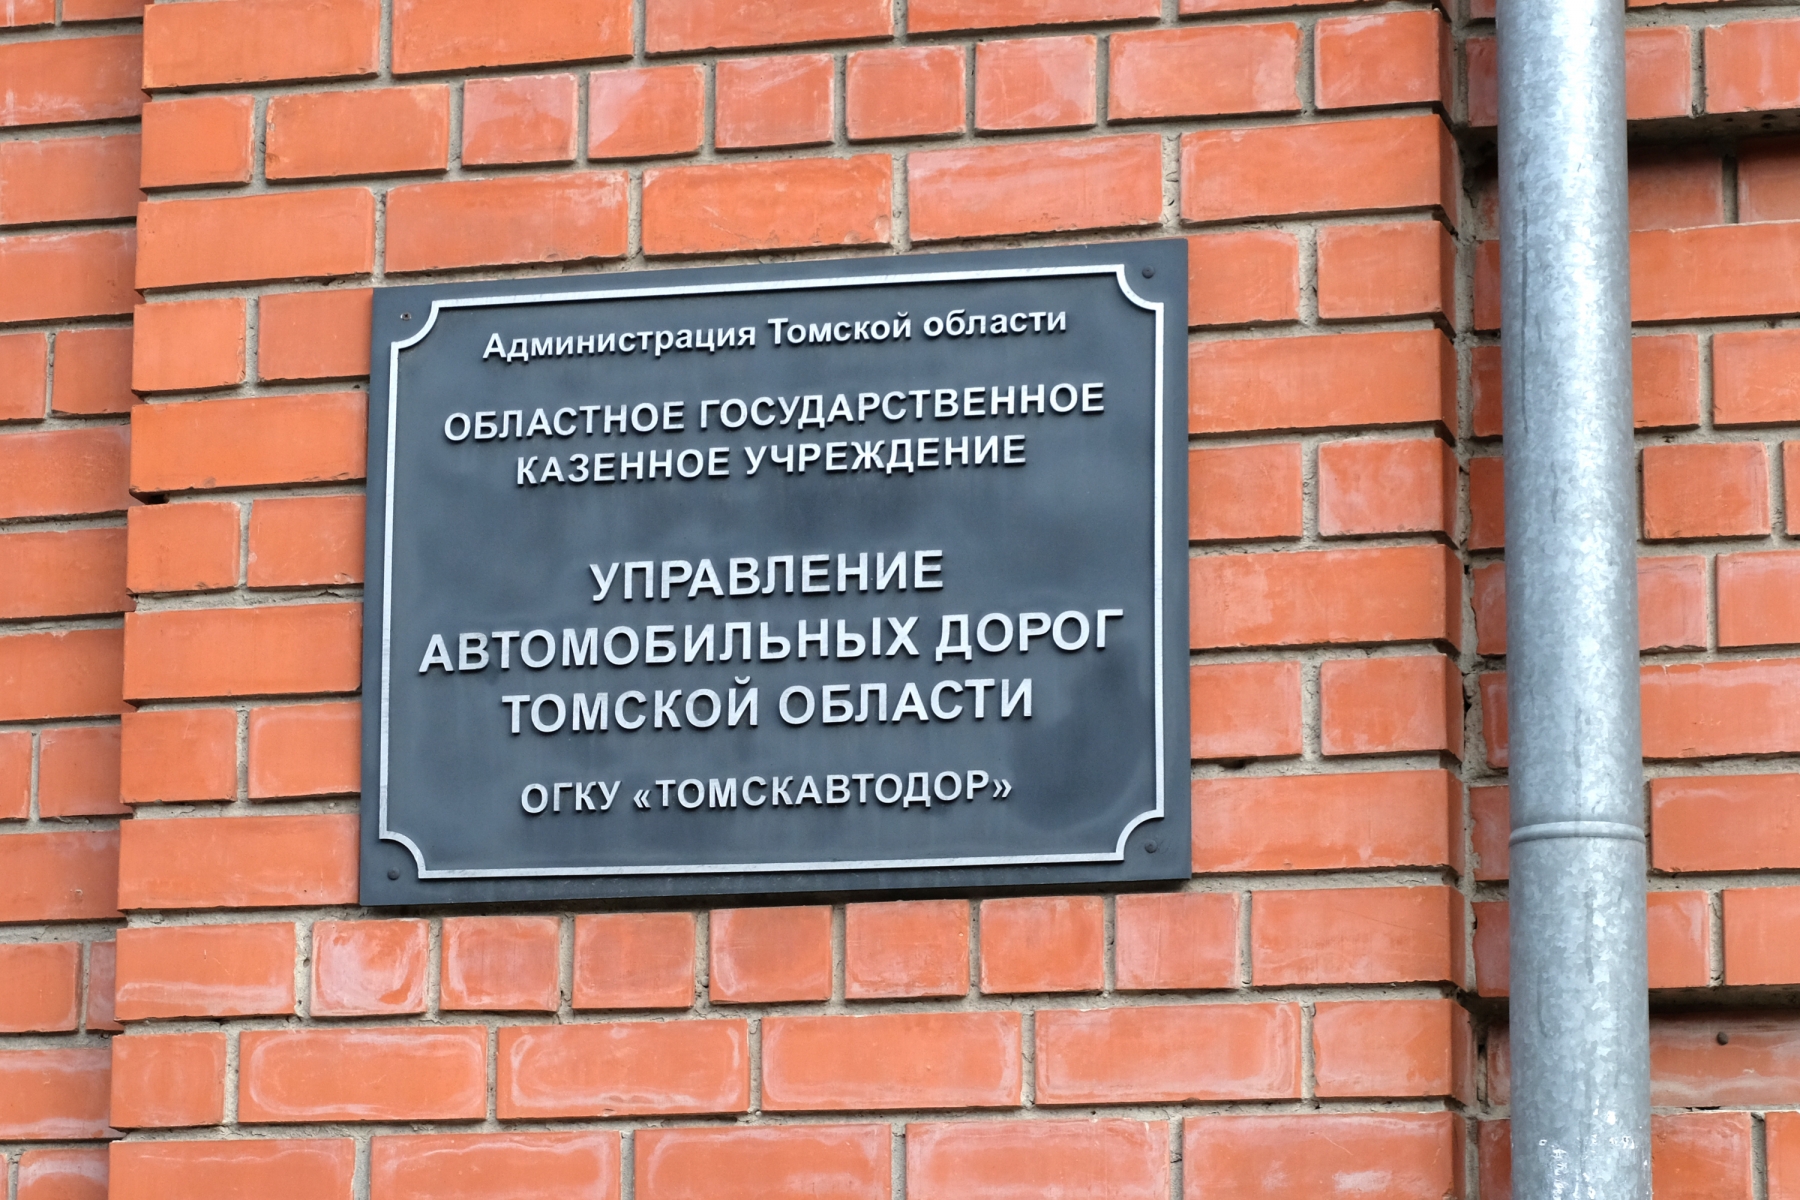 Администрация Томской области
ОБЛАСТНОЕ ГОСУДАРСТВЕННОЕ
КАЗЕННОЕ УЧРЕЖДЕНИЕ
УПРАВЛЕНИЕ
АВТОМОБИЛЬНЫХ ДОРОГ
ТОМСКОЙ ОБЛАСТИ
ОГКУ «ТОМСКАВТОДОР»